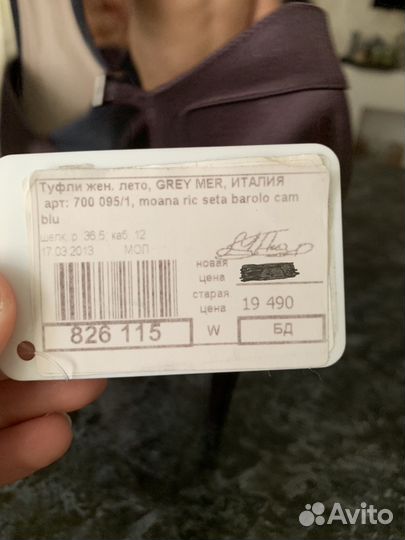 Туфли жен. лето, GREY MER, ИТАЛИЯ
арт: 700 095/1, moana ric seta barolo cam
blu
шелк, р. 36,5, каб. 12
17.03.2013 МОЛ
новая
цена
старая
цена 19 490
826 115 W БД
Avito